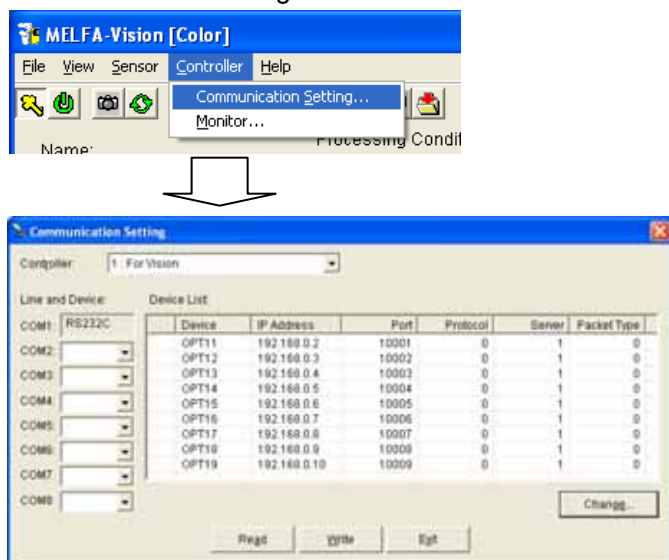 MELFA-Vision [Color]
File View Sensor Controller Help
Communication Setting...
Monitor...
Name:
Processing Condit
Communication Setting
Controller 1 : For Vision
Line and Device Device List
COM1 RS232C Device IP Address Port Protocol Server Packet Type
OPT11 192.168.0.2 10001 0 1 0
COM2
OPT12 192.168.0.3 10002 0 1 0
OPT13 192.168.0.4 10003 0 1 0
COM3
OPT14 192.168.0.5 10004 0 1 0
COM4
OPT15 192.168.0.6 10005 0 1 0
OPT16 192.168.0.7 10006 0 1 0
COM5
OPT17 192.168.0.8 10007 0 1 0
COM6
OPT18 192.168.0.9 10008 0 1 0
OPT19 192.168.0.10 10009 0 1 0
COM7
COM8
Change...
Read Write Exit